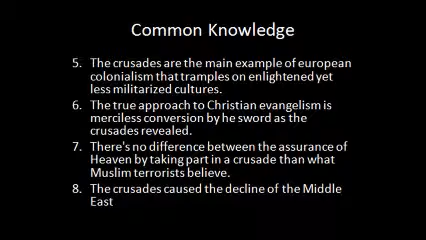 Common Knowledge
5. The crusades are the main example of european
colonialism that tramples on enlightened yet
less militarized cultures.
6. The true approach to Christian evangelism is
merciless conversion by he sword as the
crusades revealed.
7. There's no difference between the assurance of
Heaven by taking part in a crusade than what
Muslim terrorists believe.
8. The crusades caused the decline of the Middle
East